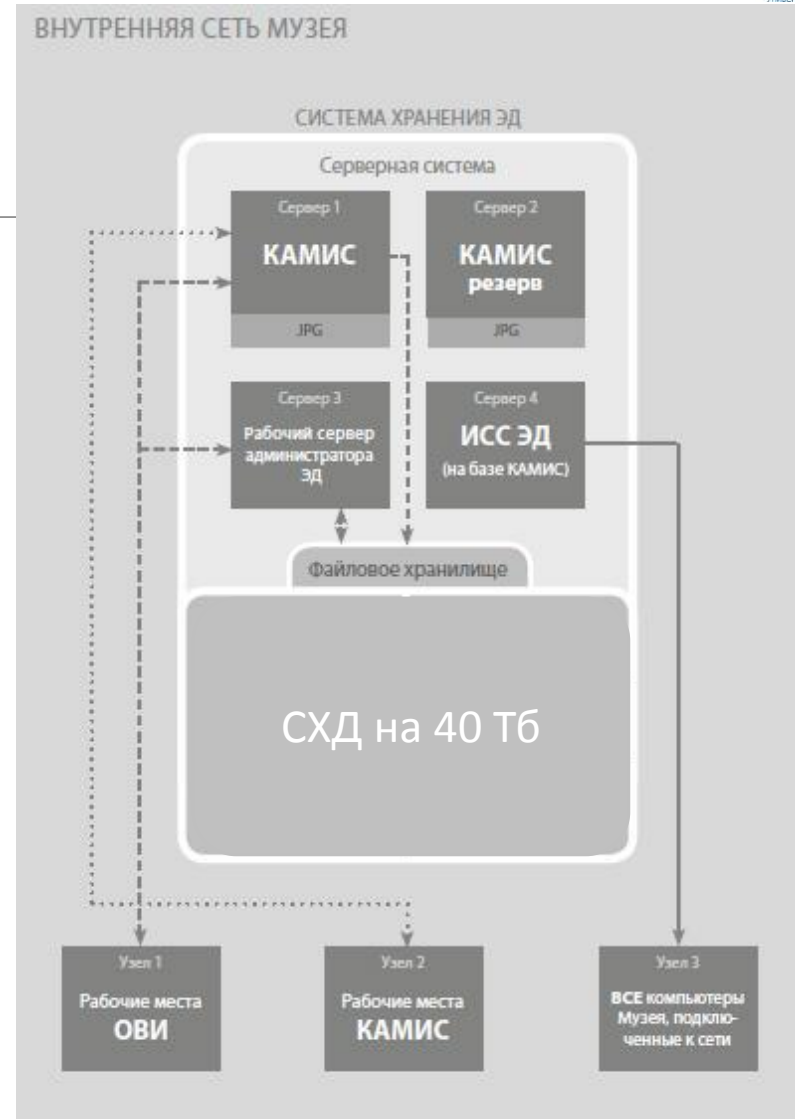 ВНУТРЕННЯЯ СЕТЬ МУЗЕЯ
СИСТЕМА ХРАНЕНИЯ ЭД
Серверная система
Сервер 1
КАМИС
JPG
Сервер 2
КАМИС
резерв
JPG
Сервер 3
Рабочий сервер
администратора
ЭД
Сервер 4
ИСС ЭД
(на базе КАМИС)
Файловое хранилище
СХД на 40 Тб
Узел 1
Рабочие места
ОВИ
Узел 2
Рабочие места
КАМИС
Узел 3
ВСЕ компьютеры
Музея, подклю-
ченные к сети